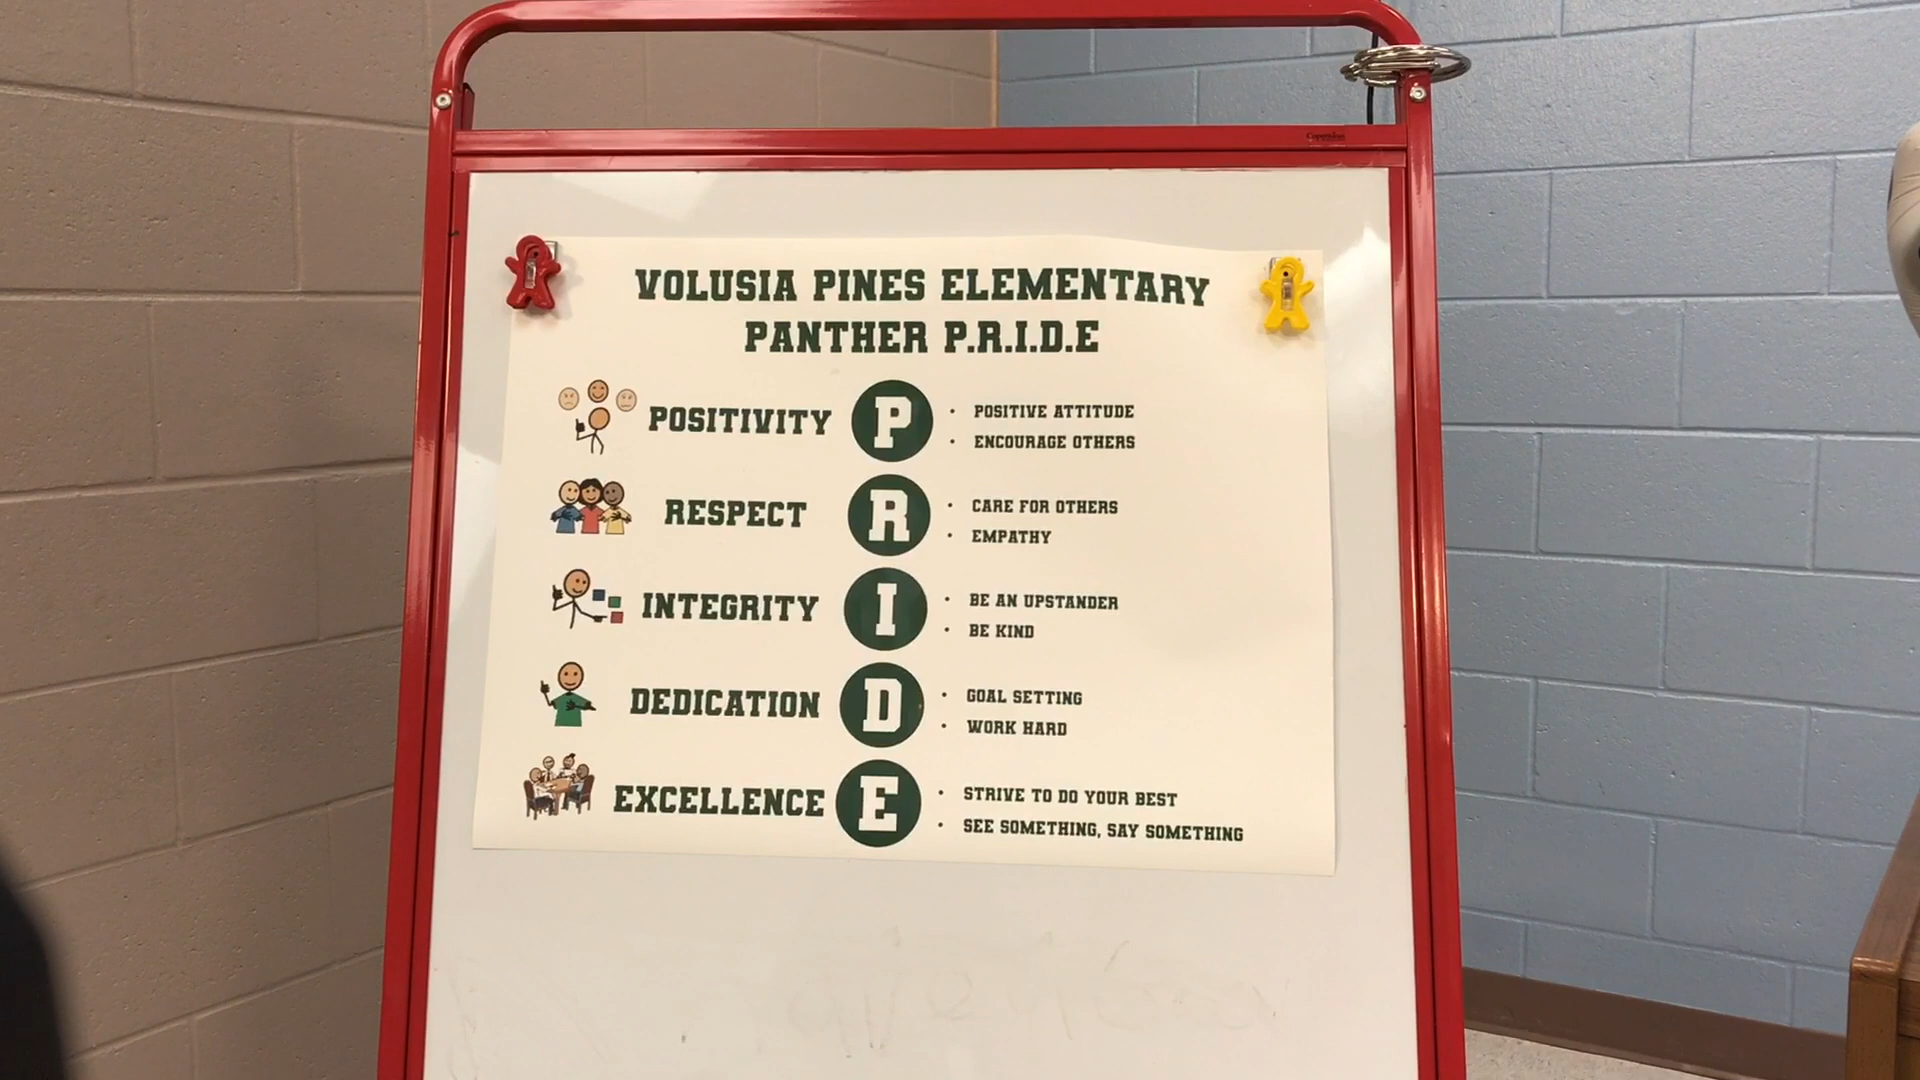 Copernicus
VOLUSIA PINES ELEMENTARY
PANTHER P.R.I.D.E
POSITIVITY P
• POSITIVE ATTITUDE
• ENCOURAGE OTHERS
RESPECT R
• CARE FOR OTHERS
• EMPATHY
INTEGRITY I
• BE AN UPSTANDER
• BE KIND
DEDICATION D
• GOAL SETTING
• WORK HARD
EXCELLENCE E
• STRIVE TO DO YOUR BEST
• SEE SOMETHING, SAY SOMETHING